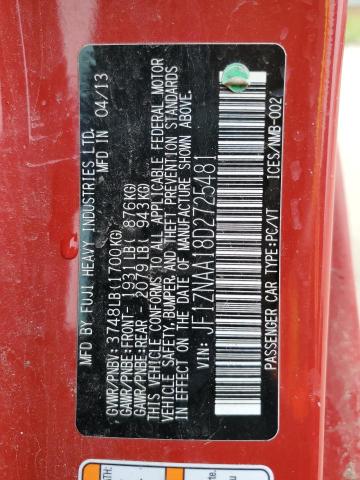 MFD BY FUJI HEAVY INDUSTRIES LTD.
MFD IN 04/13
GVWR/PNBV: 3748LB(1700KG)
GAWR/PNBE:FRONT- 1931LB( 876KG)
GAWR/PNBE:REAR - 2079LB( 943KG)
THIS VEHICLE CONFORMS TO ALL APPLICABLE FEDERAL MOTOR
VEHICLE SAFETY,BUMPER AND THEFT PREVENTION STANDARDS
IN EFFECT ON THE DATE OF MANUFACTURE SHOWN ABOVE.
VIN: JF1ZNAA18D2725481
PASSENGER CAR TYPE:PC/VT ICES/NMB-002